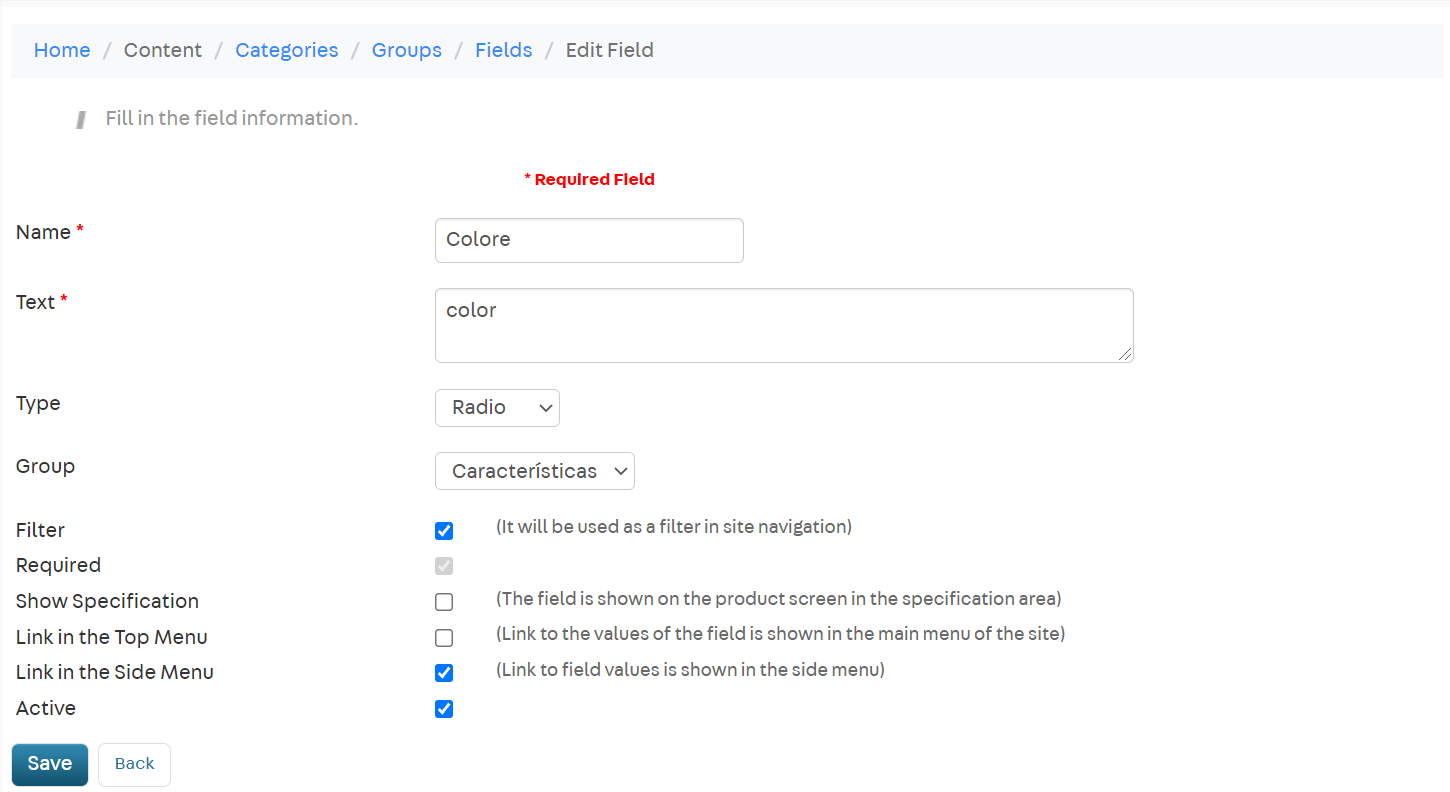 Home / Content / Categories / Groups / Fields / Edit Field
Fill in the field information.
* Required Field
Name *
Colore
Text *
color
Type
Radio
Group
Características
Filter
(It will be used as a filter in site navigation)
Required
Show Specification
(The field is shown on the product screen in the specification area)
Link in the Top Menu
(Link to the values of the field is shown in the main menu of the site)
Link in the Side Menu
(Link to field values is shown in the side menu)
Active
Save
Back